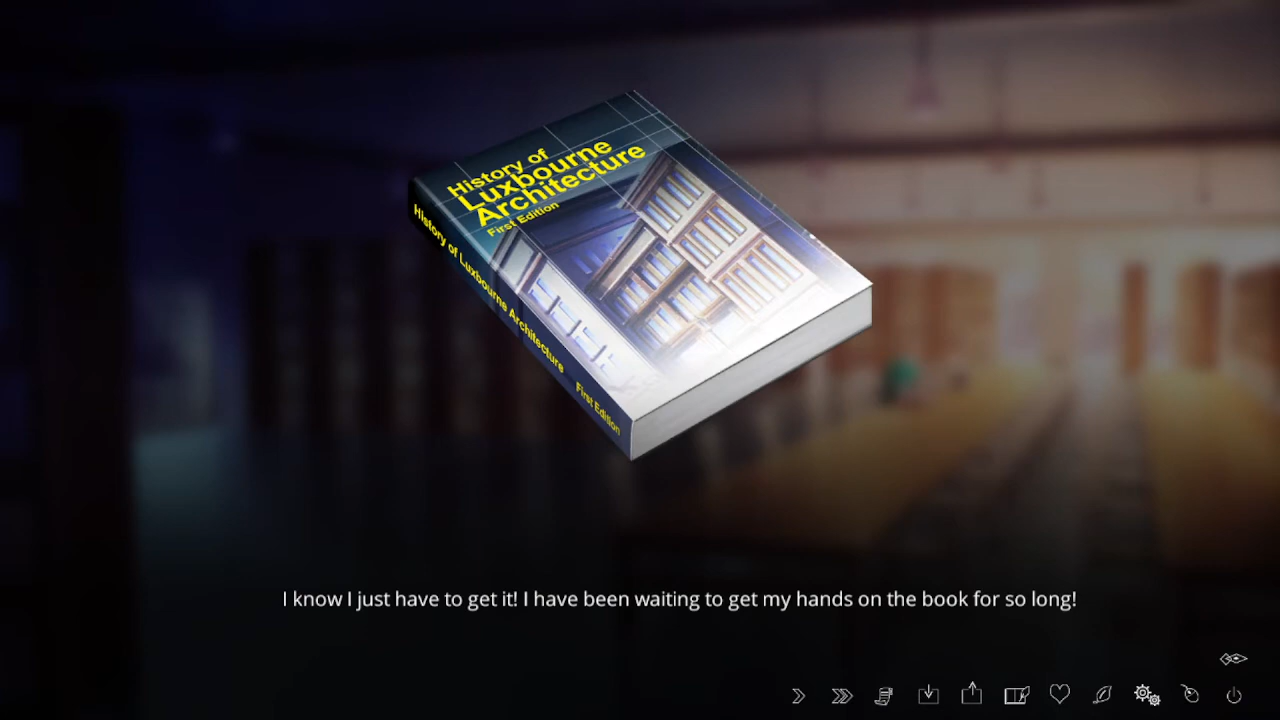 History of
Luxbourne
Architecture
First Edition
History of Luxbourne Architecture First Edition
I know I just have to get it! I have been waiting to get my hands on the book for so long!